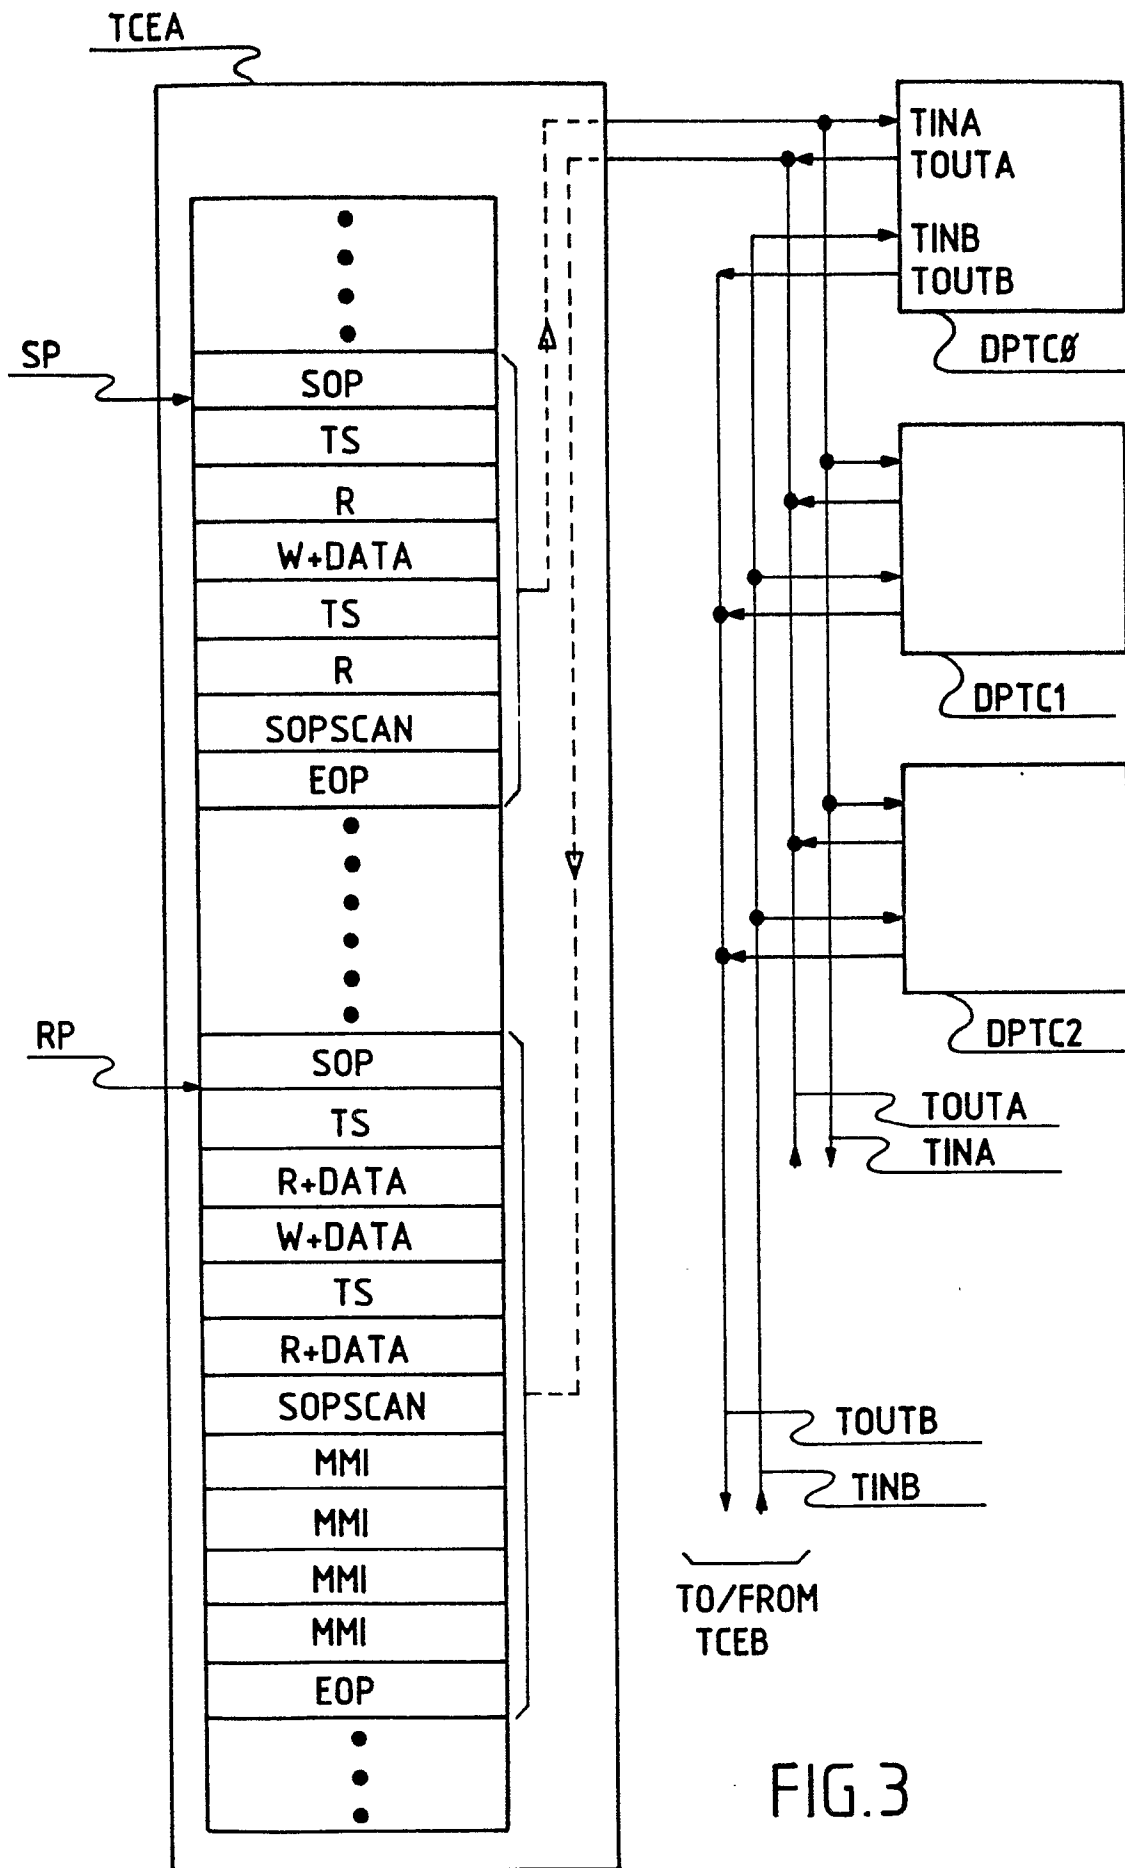 TCEA
TINA
TOUTA
TINB
TOUTB
DPTCØ
SP
SOP
TS
R
W+DATA
TS
R
SOPSCAN
EOP
DPTC1
DPTC2
RP
SOP
TS
R+DATA
W+DATA
TS
R+DATA
SOPSCAN
MMI
MMI
MMI
MMI
EOP
TOUTA
TINA
TOUTB
TINB
TO/FROM
TCEB
FIG.3